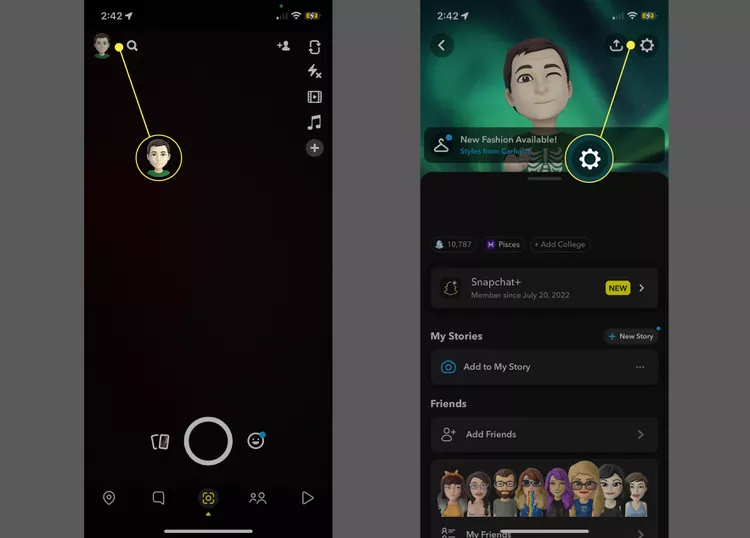 2:42
2:42
New Fashion Available!
Styles from
10,787
Pisces
+ Add College
Snapchat+
Member since July 20, 2022
NEW
My Stories
+ New Story
Add to My Story
Friends
Add Friends
My Friends